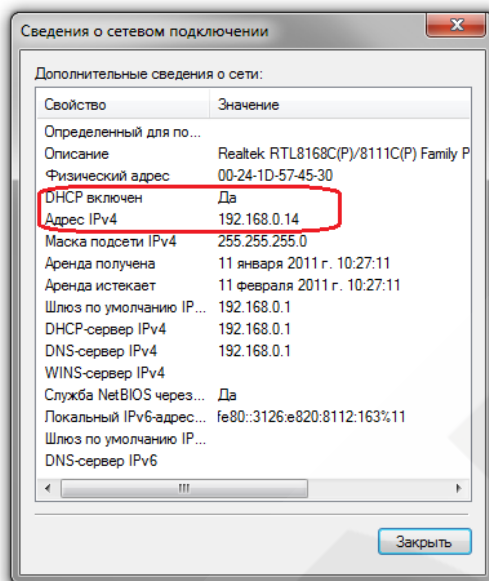 Сведения о сетевом подключении
Дополнительные сведения о сети:
Свойство Значение
Определенный для по...
Описание Realtek RTL8168C(P)/8111C(P) Family P
Физический адрес 00-24-1D-57-45-30
DHCP включен Да
Адрес IPv4 192.168.0.14
Маска подсети IPv4 255.255.255.0
Аренда получена 11 января 2011 г. 10:27:11
Аренда истекает 11 февраля 2011 г. 10:27:11
Шлюз по умолчанию IP... 192.168.0.1
DHCP-сервер IPv4 192.168.0.1
DNS-сервер IPv4 192.168.0.1
WINS-сервер IPv4
Служба NetBIOS через... Да
Локальный IPv6-адрес... fe80::3126:e820:8112:163%11
Шлюз по умолчанию IP...
DNS-сервер IPv6
Закрыть